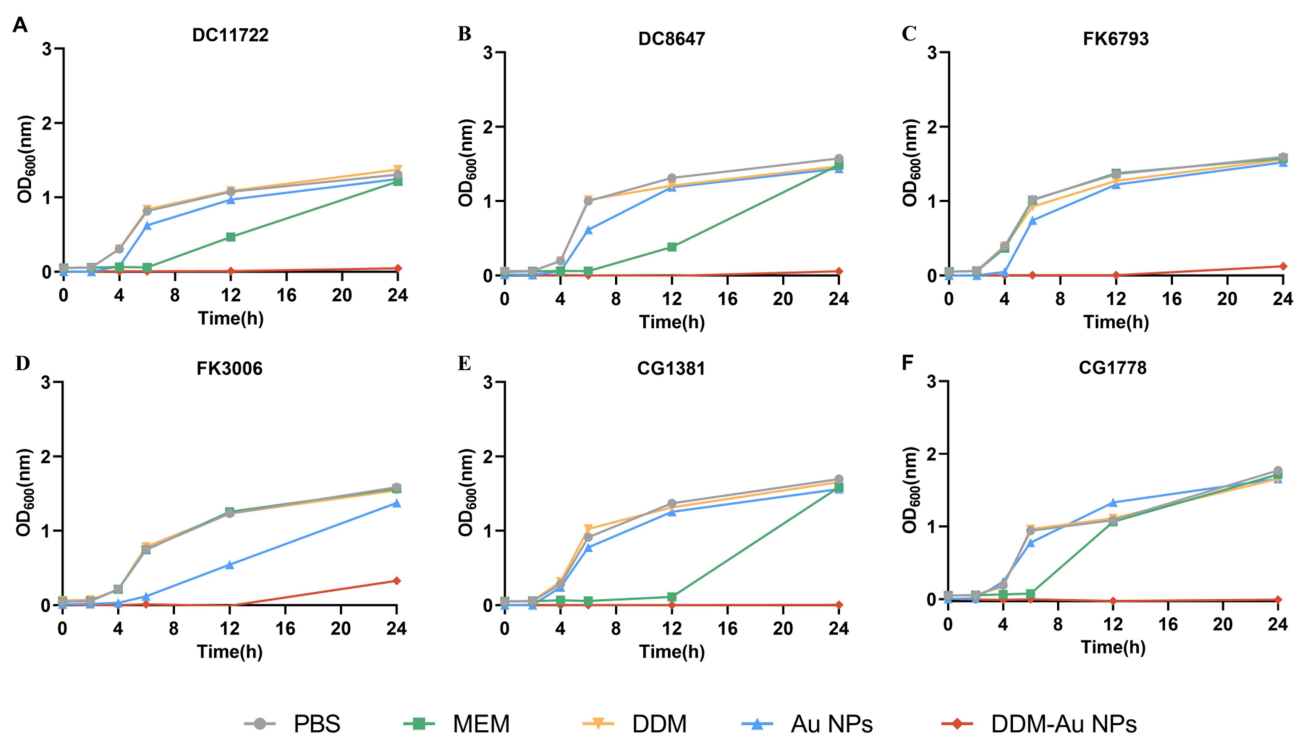 A
DC11722
3
2
1
0
OD600(nm)
0 4 8 12 16 20 24
Time(h)
B
DC8647
3
2
1
0
OD600(nm)
0 4 8 12 16 20 24
Time(h)
C
FK6793
3
2
1
0
OD600(nm)
0 4 8 12 16 20 24
Time(h)
D
FK3006
3
2
1
0
OD600(nm)
0 4 8 12 16 20 24
Time(h)
E
CG1381
3
2
1
0
OD600(nm)
0 4 8 12 16 20 24
Time(h)
F
CG1778
3
2
1
0
OD600(nm)
0 4 8 12 16 20 24
Time(h)
PBS MEM DDM Au NPs DDM-Au NPs